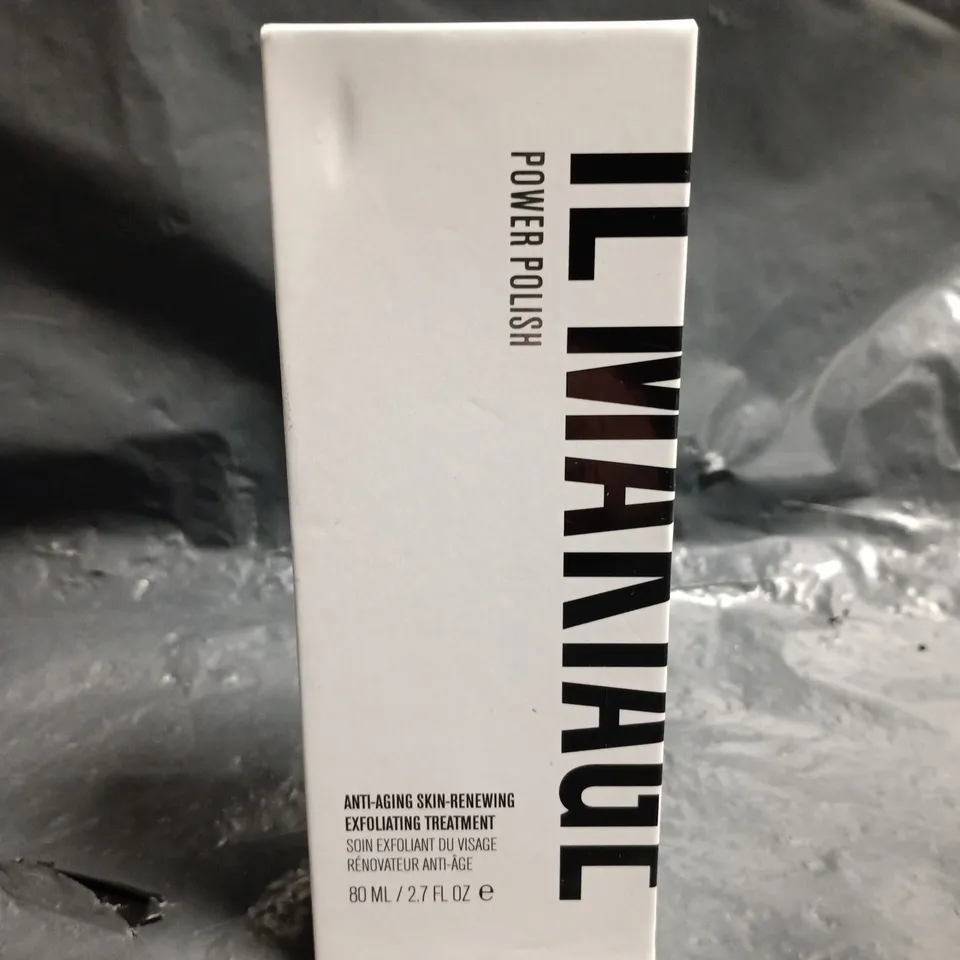 IL MAKIAGE
POWER POLISH
ANTI-AGING SKIN-RENEWING
EXFOLIATING TREATMENT
SOIN EXFOLIANT DU VISAGE
RÉNOVATEUR ANTI-ÂGE
80 ML / 2.7 FL OZ ℮